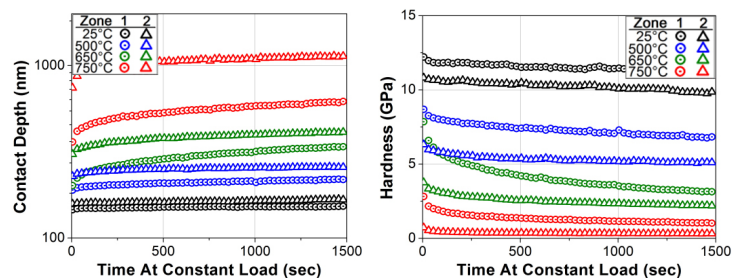 Zone 1 2
25°C
500°C
650°C
750°C
1000
100
0
500
1000
1500
Contact Depth (nm)
Time At Constant Load (sec)
Zone 1 2
25°C
500°C
650°C
750°C
15
10
5
0
0
500
1000
1500
Hardness (GPa)
Time At Constant Load (sec)